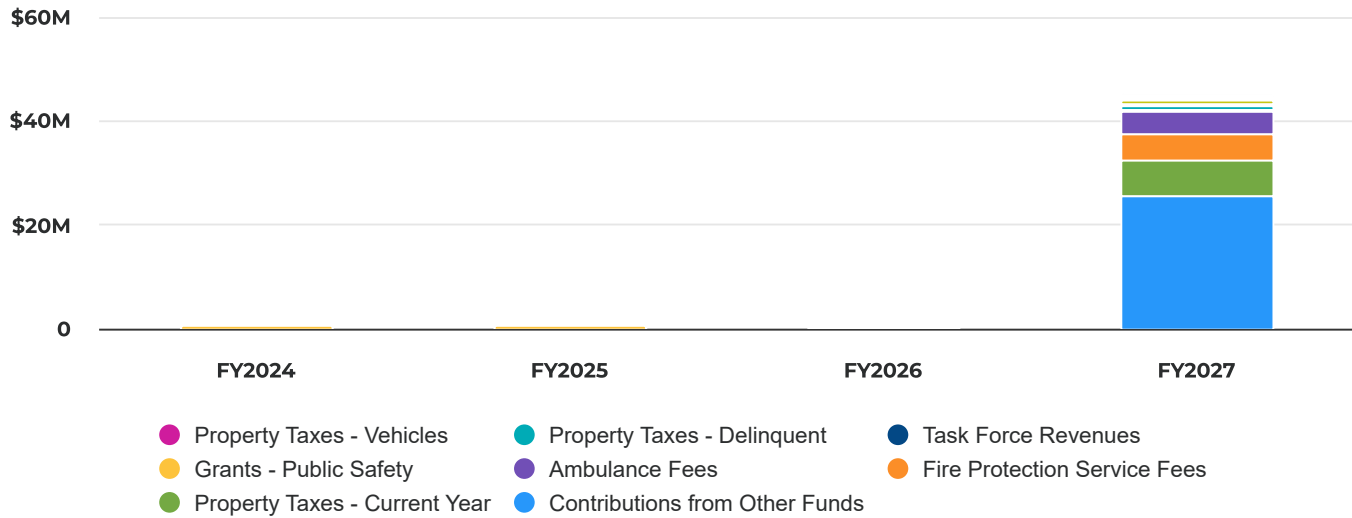 $60M
$40M
$20M
0
FY2024 FY2025 FY2026 FY2027
Property Taxes - Vehicles Property Taxes - Delinquent Task Force Revenues
Grants - Public Safety Ambulance Fees Fire Protection Service Fees
Property Taxes - Current Year Contributions from Other Funds